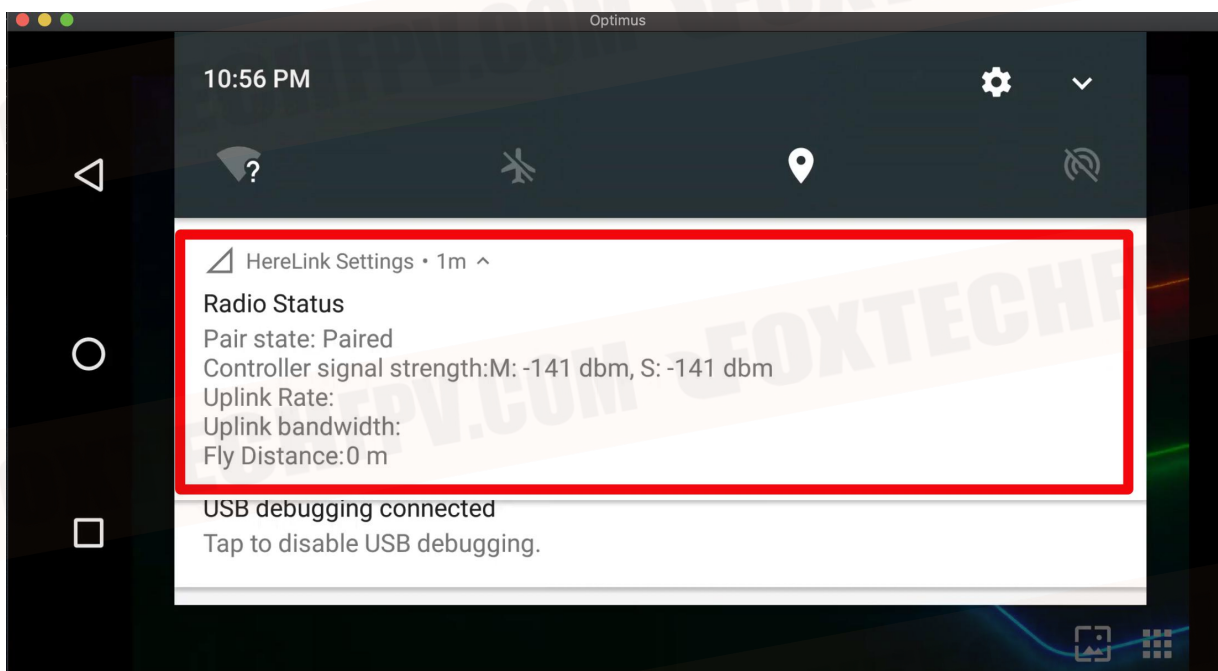 Optimus
10:56 PM
?
HereLink Settings • 1m
Radio Status
Pair state: Paired
Controller signal strength:M: -141 dbm, S: -141 dbm
Uplink Rate:
Uplink bandwidth:
Fly Distance:0 m
USB debugging connected
Tap to disable USB debugging.